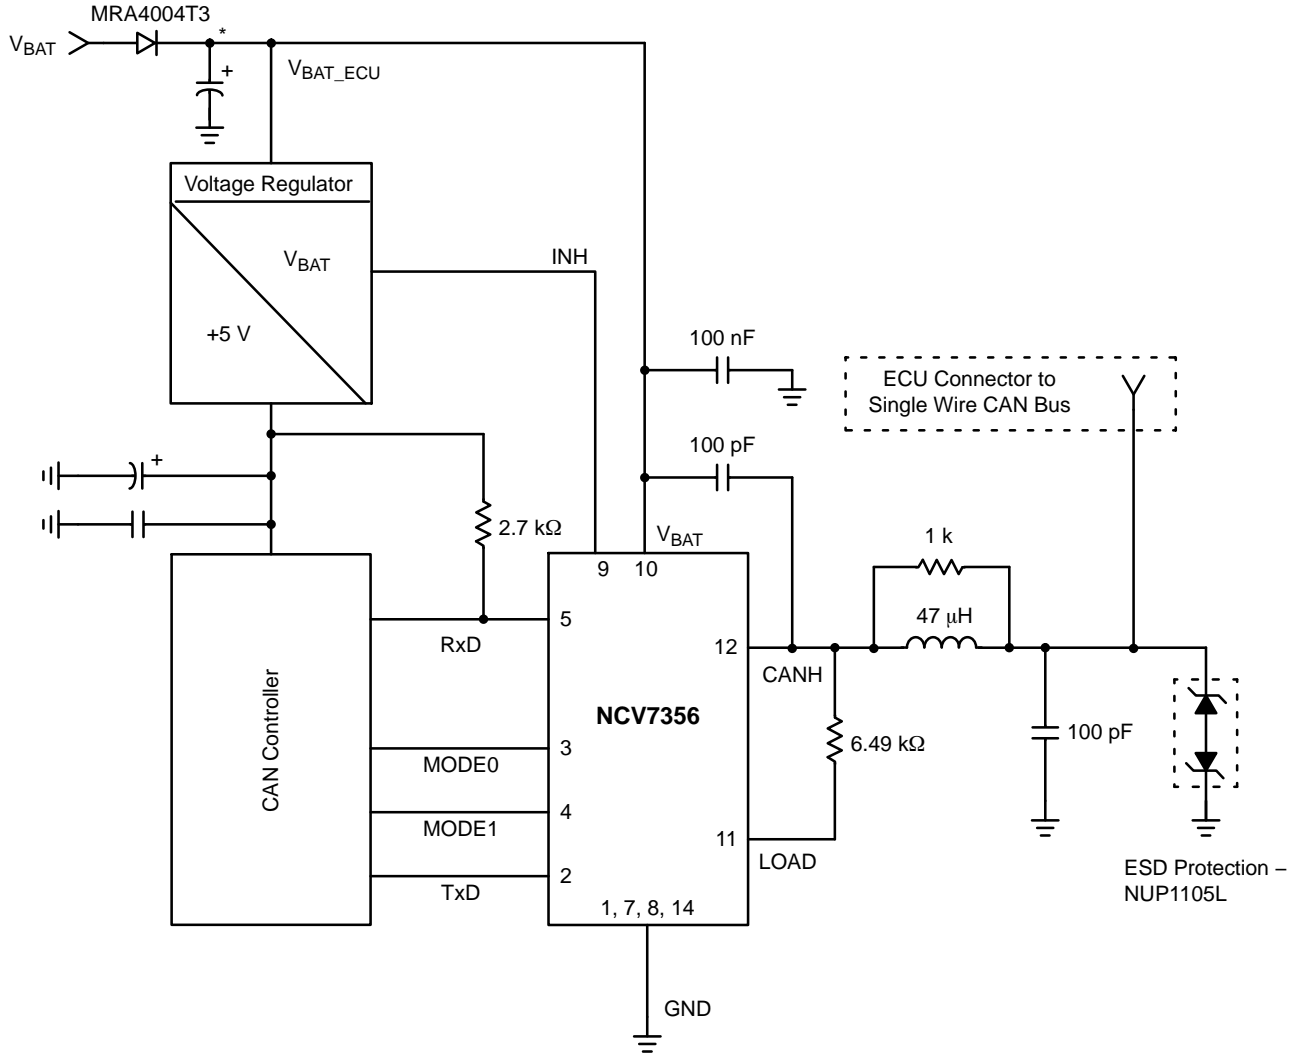 MRA4004T3
VBAT
*
+
VBAT_ECU
Voltage Regulator
VBAT
+5 V
INH
100 nF
ECU Connector to
Single Wire CAN Bus
100 pF
+
2.7 kΩ
VBAT
9
10
1 k
47 μH
5
RxD
12
CANH
CAN Controller
NCV7356
6.49 kΩ
100 pF
3
MODE0
4
MODE1
11
LOAD
2
TxD
1, 7, 8, 14
ESD Protection –
NUP1105L
GND